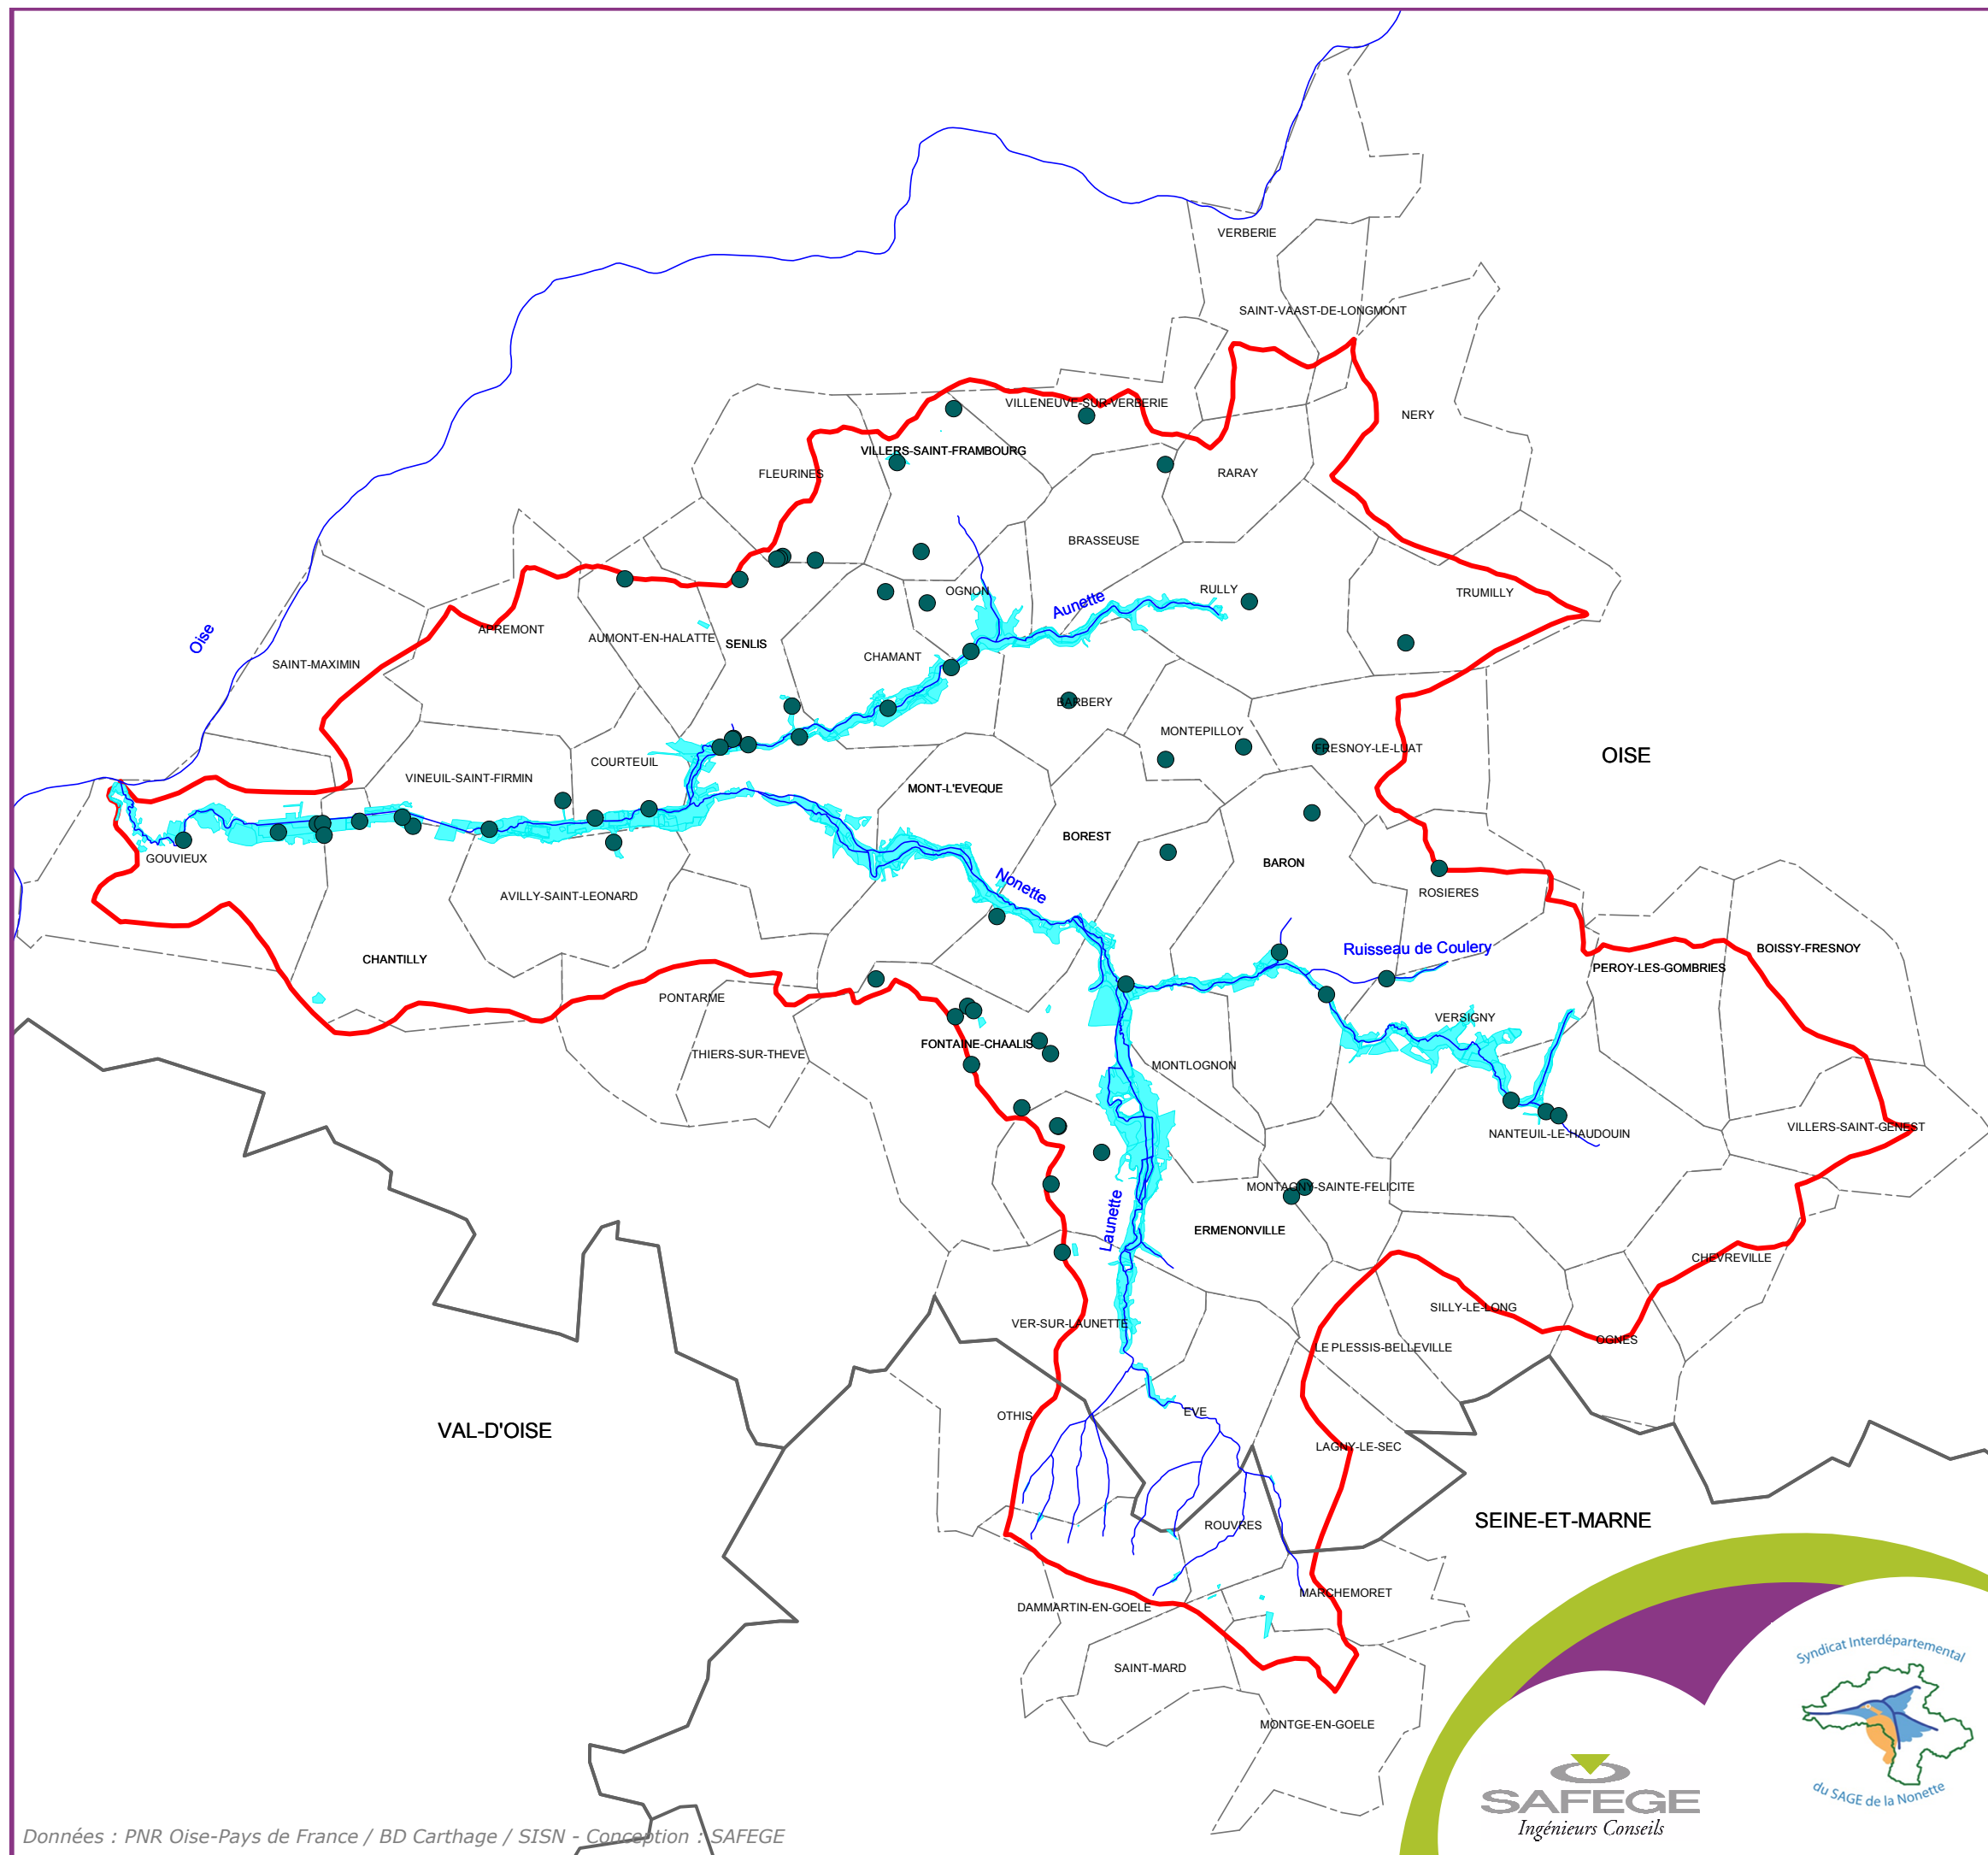 VERBERIE
SAINT-VAAST-DE-LONGMONT
VILLENEUVE-SUR-VERBERIE
NERY
VILLERS-SAINT-FRAMBOURG
FLEURINES
RARAY
BRASSEUSE
OGNON
Aunette
RULLY
TRUMILLY
Oise
APREMONT
AUMONT-EN-HALATTE
SENLIS
CHAMANT
SAINT-MAXIMIN
BARBERY
MONTEPILLOY
FRESNOY-LE-LUAT
OISE
COURTEUIL
VINEUIL-SAINT-FIRMIN
MONT-L'EVEQUE
BOREST
BARON
GOUVIEUX
Nonette
ROSIERES
AVILLY-SAINT-LEONARD
Ruisseau de Coulery
BOISSY-FRESNOY
CHANTILLY
PEROY-LES-GOMBRIES
PONTARME
VERSIGNY
FONTAINE-CHAALIS
THIERS-SUR-THEVE
MONTLOGNON
NANTEUIL-LE-HAUDOUIN
VILLERS-SAINT-GENEST
MONTAGNY-SAINTE-FELICITE
Launette
ERMENONVILLE
CHEVREVILLE
SILLY-LE-LONG
VER-SUR-LAUNETTE
OGNES
LE PLESSIS-BELLEVILLE
VAL-D'OISE
OTHIS
EVE
LAGNY-LE-SEC
SEINE-ET-MARNE
ROUVRES
MARCHEMORET
DAMMARTIN-EN-GOELE
SAINT-MARD
MONTGE-EN-GOELE
Syndicat Interdépartemental
du SAGE de la Nonette
SAFEGE
Ingénieurs Conseils
Données : PNR Oise-Pays de France / BD Carthage / SISN - Conception : SAFEGE